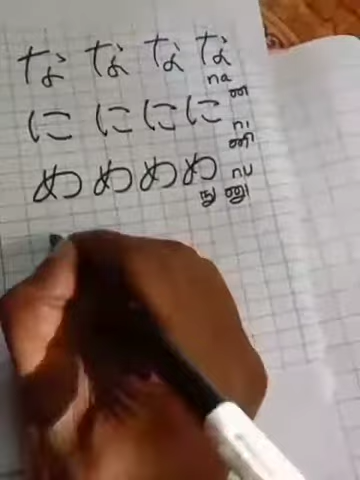 な な な な
na
ன
に に に に
ni
னி
ぬ ぬ ぬ ぬ
nu
நு னு